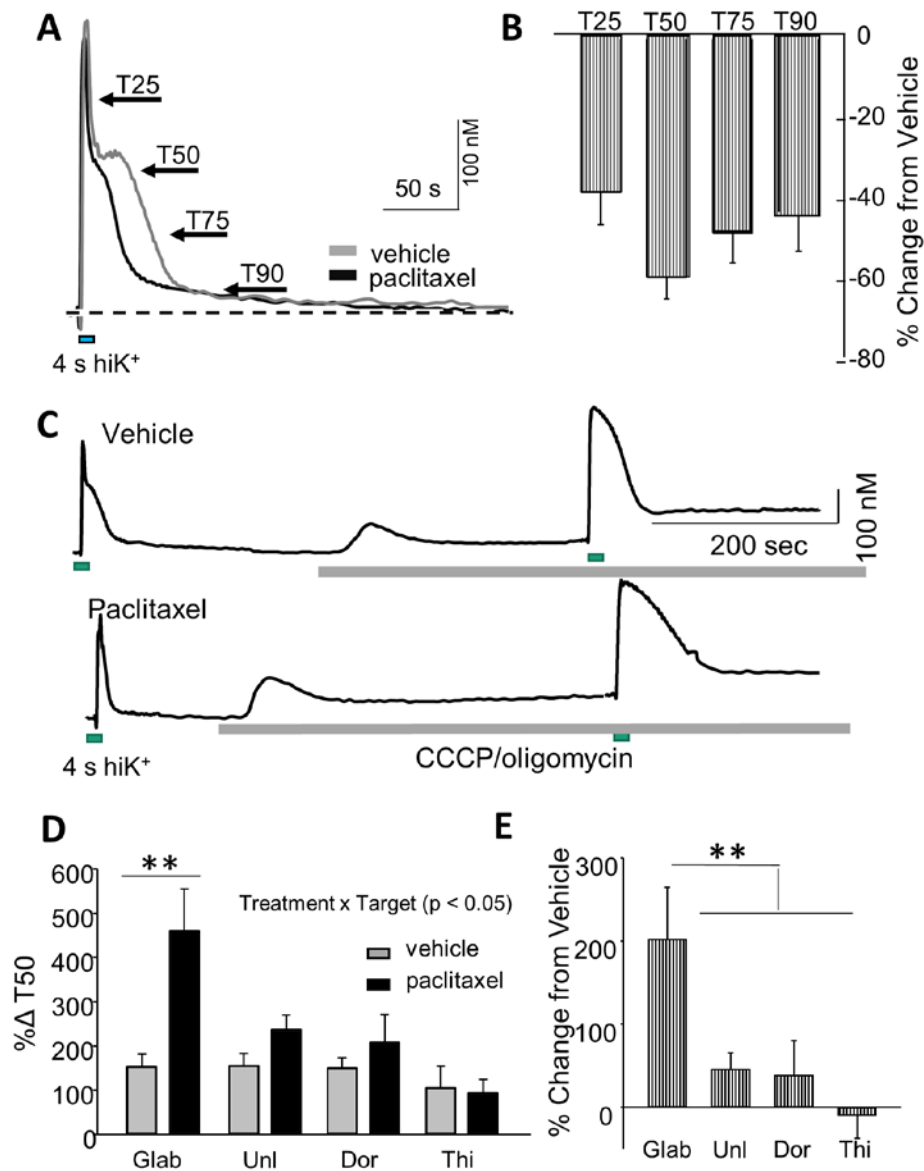 A
T25
T50
T75
T90
50 s
100 nM
vehicle
paclitaxel
4 s hiK⁺
B
T25 T50 T75 T90
0
-20
-40
-60
-80
% Change from Vehicle
C
Vehicle
200 sec
100 nM
Paclitaxel
4 s hiK⁺
CCCP/oligomycin
D
600
500
400
300
200
100
0
%Δ T50
**
Treatment x Target (p < 0.05)
vehicle
paclitaxel
Glab Unl Dor Thi
E
300
200
100
0
% Change from Vehicle
**
Glab Unl Dor Thi